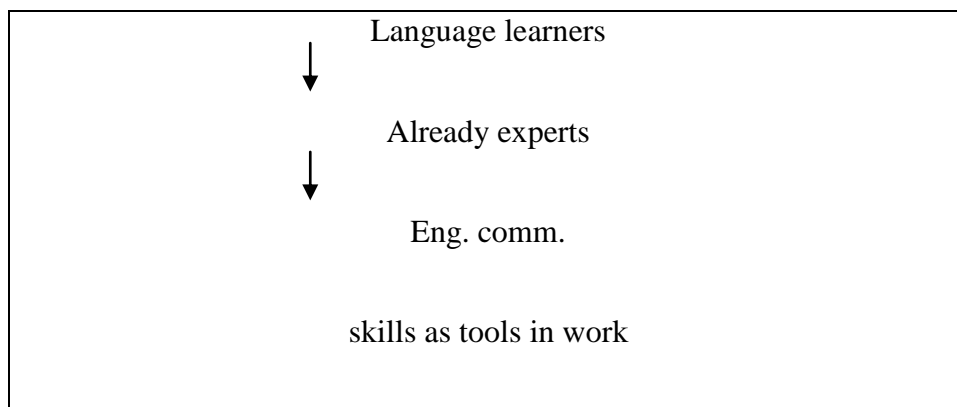 Language learners
Already experts
Eng. comm.
skills as tools in work